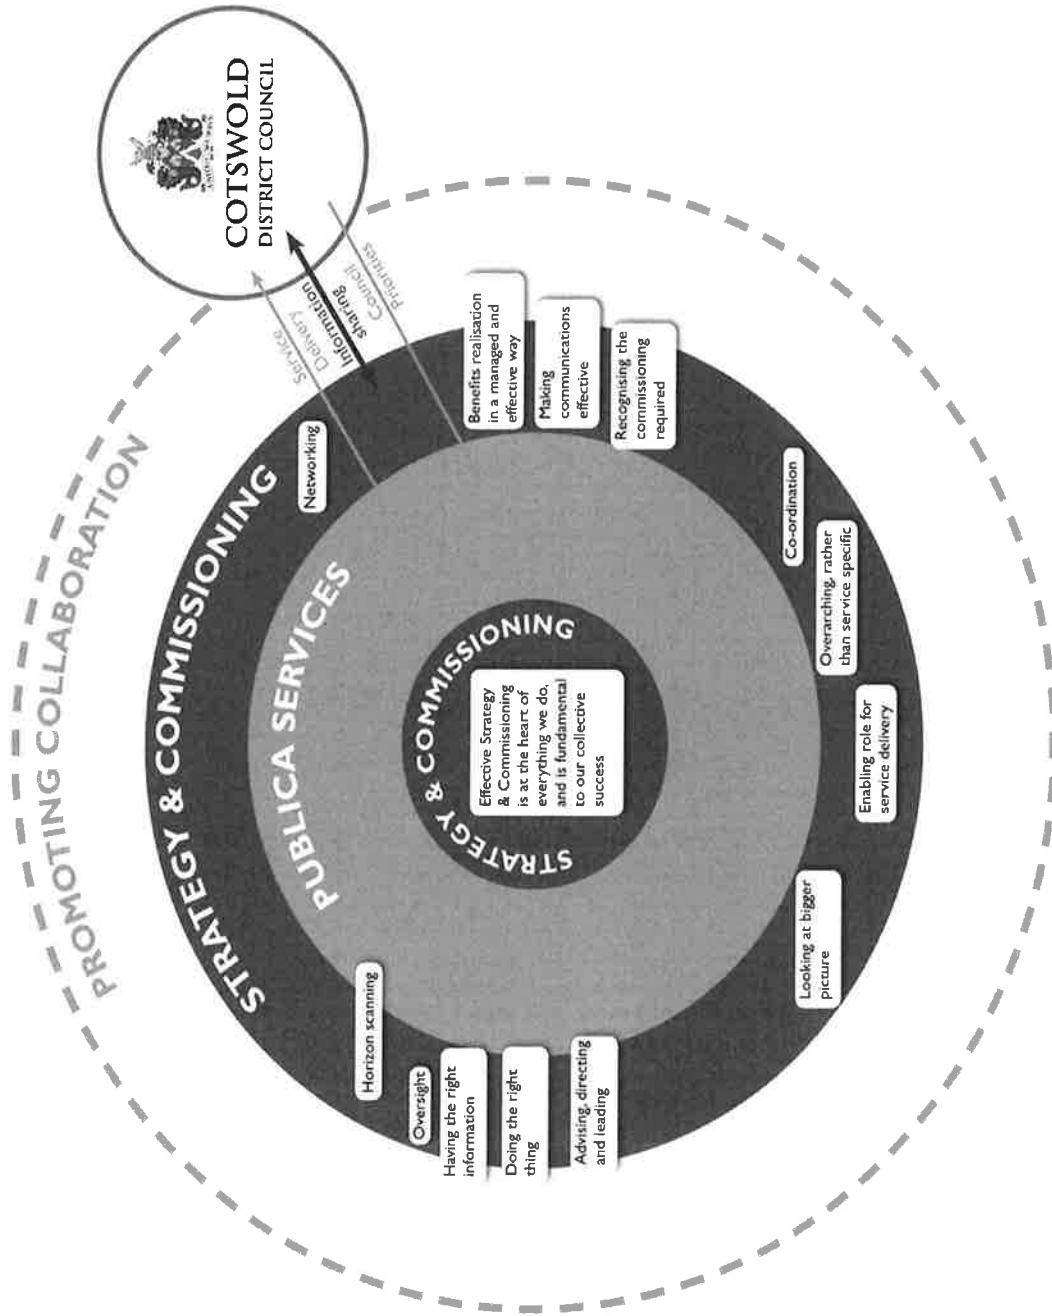 PROMOTING COLLABORATION
STRATEGY & COMMISSIONING
PUBLICA SERVICES
STRATEGY & COMMISSIONING
Effective Strategy
& Commissioning
is at the heart of
everything we do,
and is fundamental
to our collective
success
COTSWOLD
DISTRICT COUNCIL
Service
Delivery
Information
sharing
Council
Priorities
Networking
Benefits realisation
in a managed and
effective way
Making
communications
effective
Recognising the
commissioning
required
Co-ordination
Overarching, rather
than service specific
Enabling role for
service delivery
Looking at bigger
picture
Advising, directing
and leading
Doing the right
thing
Having the right
information
Oversight
Horizon scanning